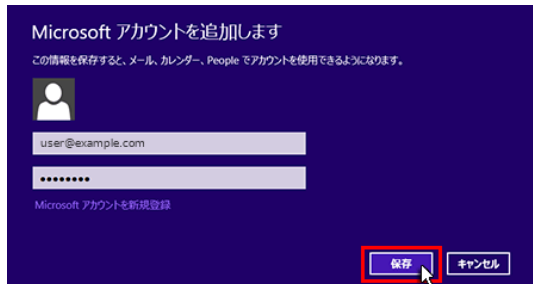 Microsoft アカウントを追加します
この情報を保存すると、メール、カレンダー、People でアカウントを使用できるようになります。
user@example.com
••••••••
Microsoft アカウントを新規登録
保存 キャンセル